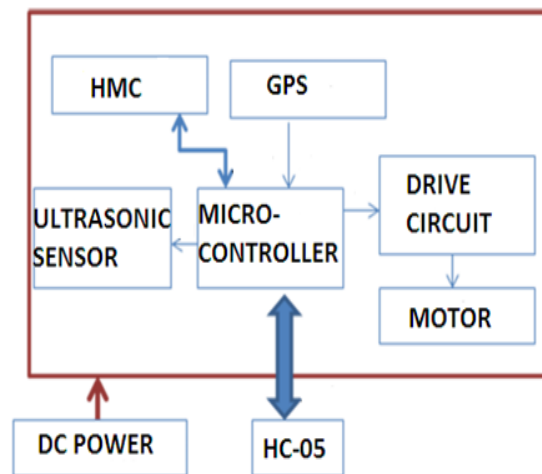 HMC
GPS
ULTRASONIC
SENSOR
MICRO-
CONTROLLER
DRIVE
CIRCUIT
MOTOR
DC POWER
HC-05